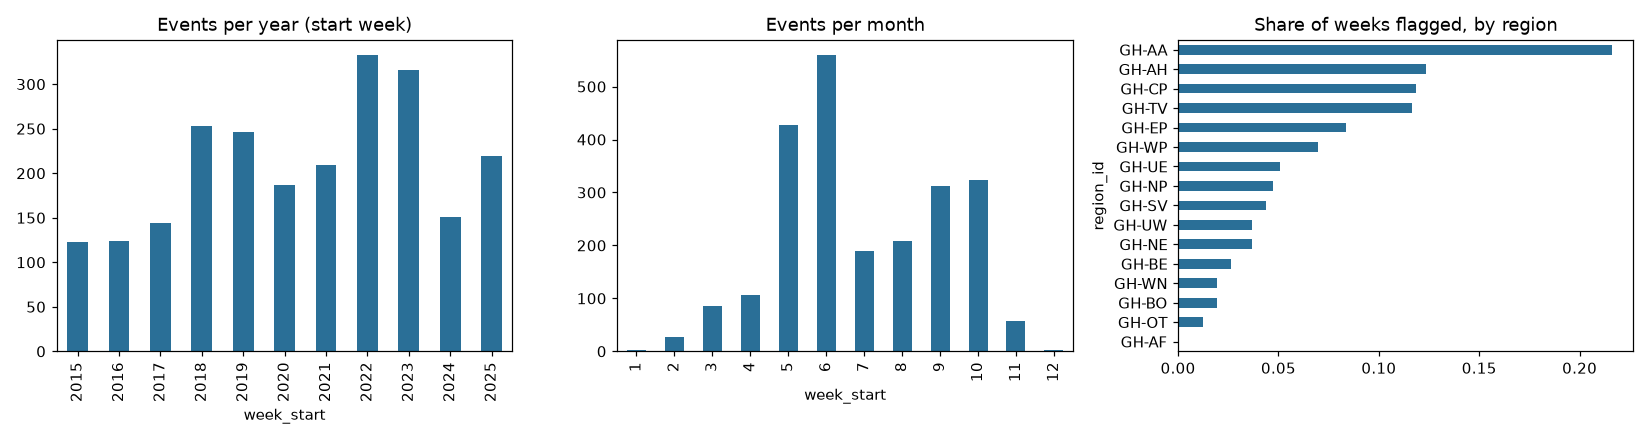 Events per year (start week)
300
250
200
150
100
50
0
2015
2016
2017
2018
2019
2020
2021
2022
2023
2024
2025
week_start
Events per month
500
400
300
200
100
0
1
2
3
4
5
6
7
8
9
10
11
12
week_start
Share of weeks flagged, by region
region_id
GH-AA
GH-AH
GH-CP
GH-TV
GH-EP
GH-WP
GH-UE
GH-NP
GH-SV
GH-UW
GH-NE
GH-BE
GH-WN
GH-BO
GH-OT
GH-AF
0.00
0.05
0.10
0.15
0.20